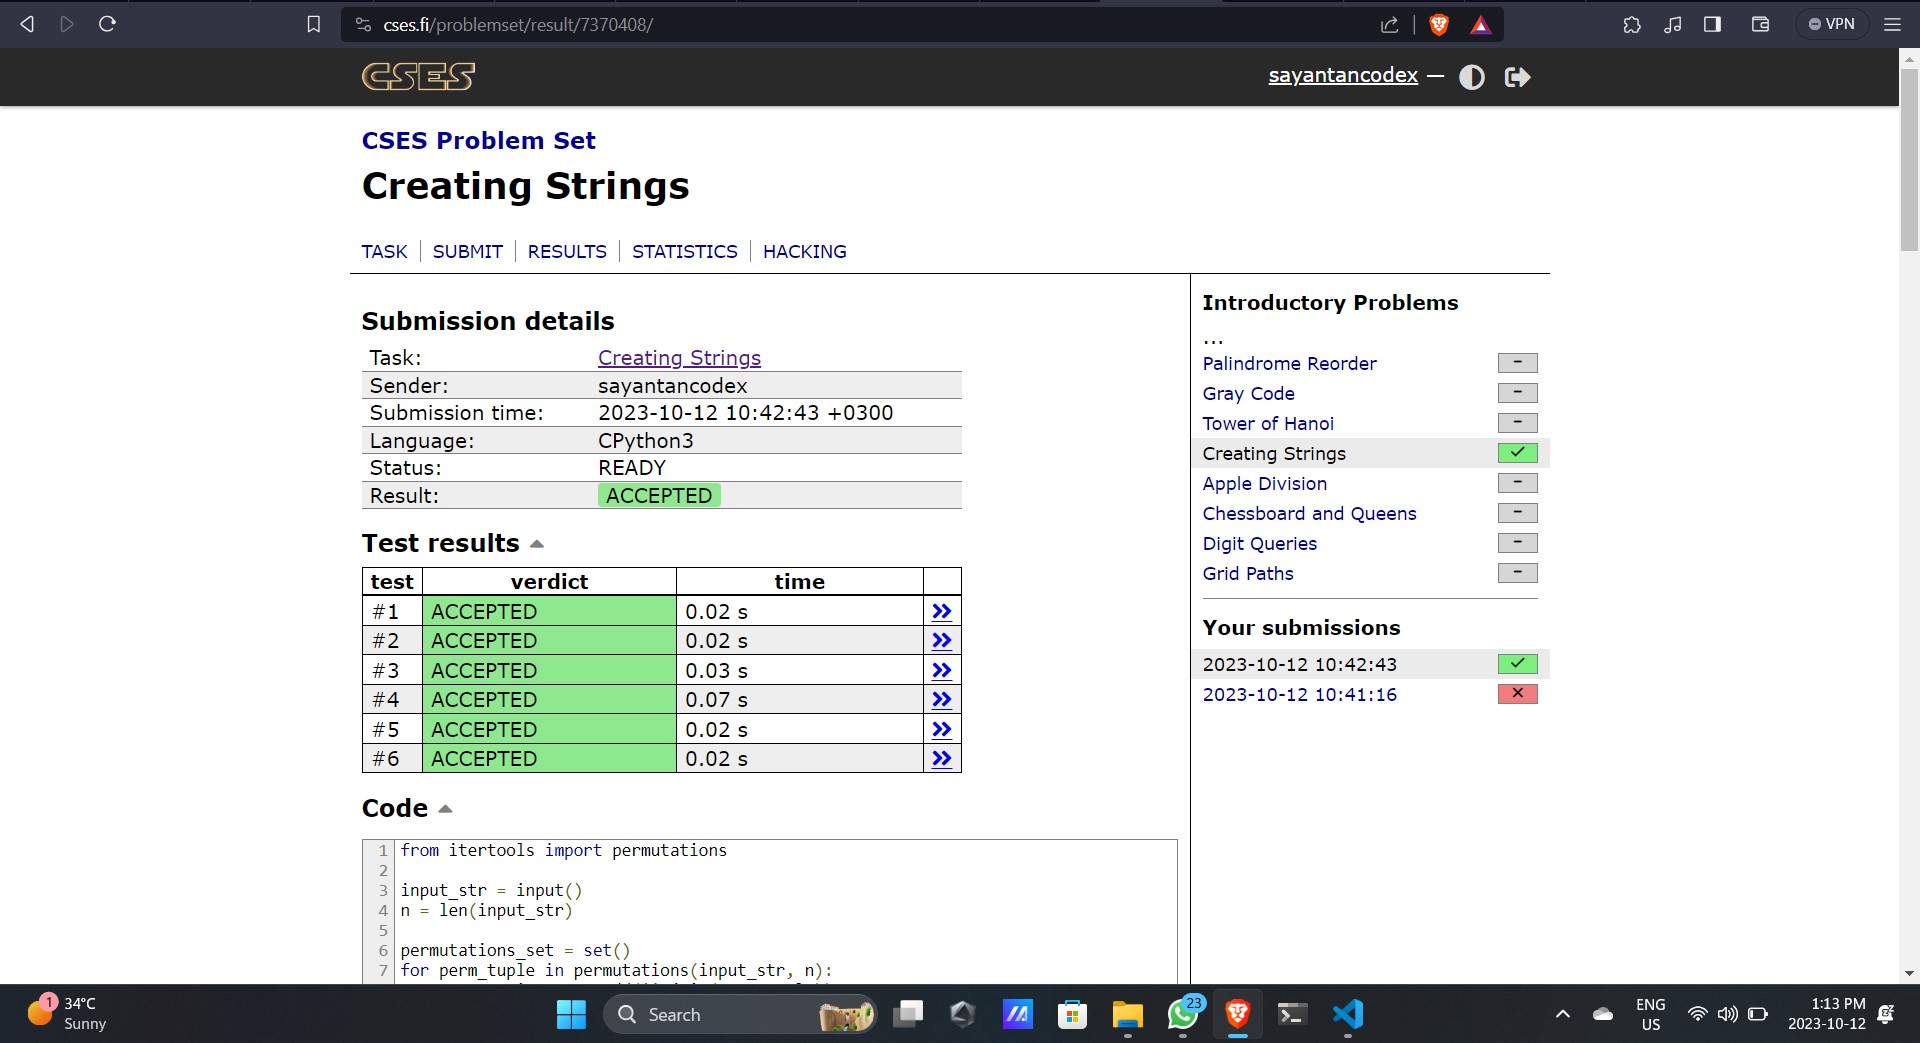 cses.fi/problemset/result/7370408/
VPN
CSES
sayantancodex —
CSES Problem Set
Creating Strings
TASK | SUBMIT | RESULTS | STATISTICS | HACKING
Submission details
Task: Creating Strings
Sender: sayantancodex
Submission time: 2023-10-12 10:42:43 +0300
Language: CPython3
Status: READY
Result: ACCEPTED
Test results
test verdict time
#1 ACCEPTED 0.02 s »
#2 ACCEPTED 0.02 s »
#3 ACCEPTED 0.03 s »
#4 ACCEPTED 0.07 s »
#5 ACCEPTED 0.02 s »
#6 ACCEPTED 0.02 s »
Code
1 from itertools import permutations
2
3 input_str = input()
4 n = len(input_str)
5
6 permutations_set = set()
7 for perm_tuple in permutations(input_str, n):
Introductory Problems
...
Palindrome Reorder –
Gray Code –
Tower of Hanoi –
Creating Strings ✓
Apple Division –
Chessboard and Queens –
Digit Queries –
Grid Paths –
Your submissions
2023-10-12 10:42:43 ✓
2023-10-12 10:41:16 ✕
1
34°C
Sunny
Search
23
ENG
US
1:13 PM
2023-10-12